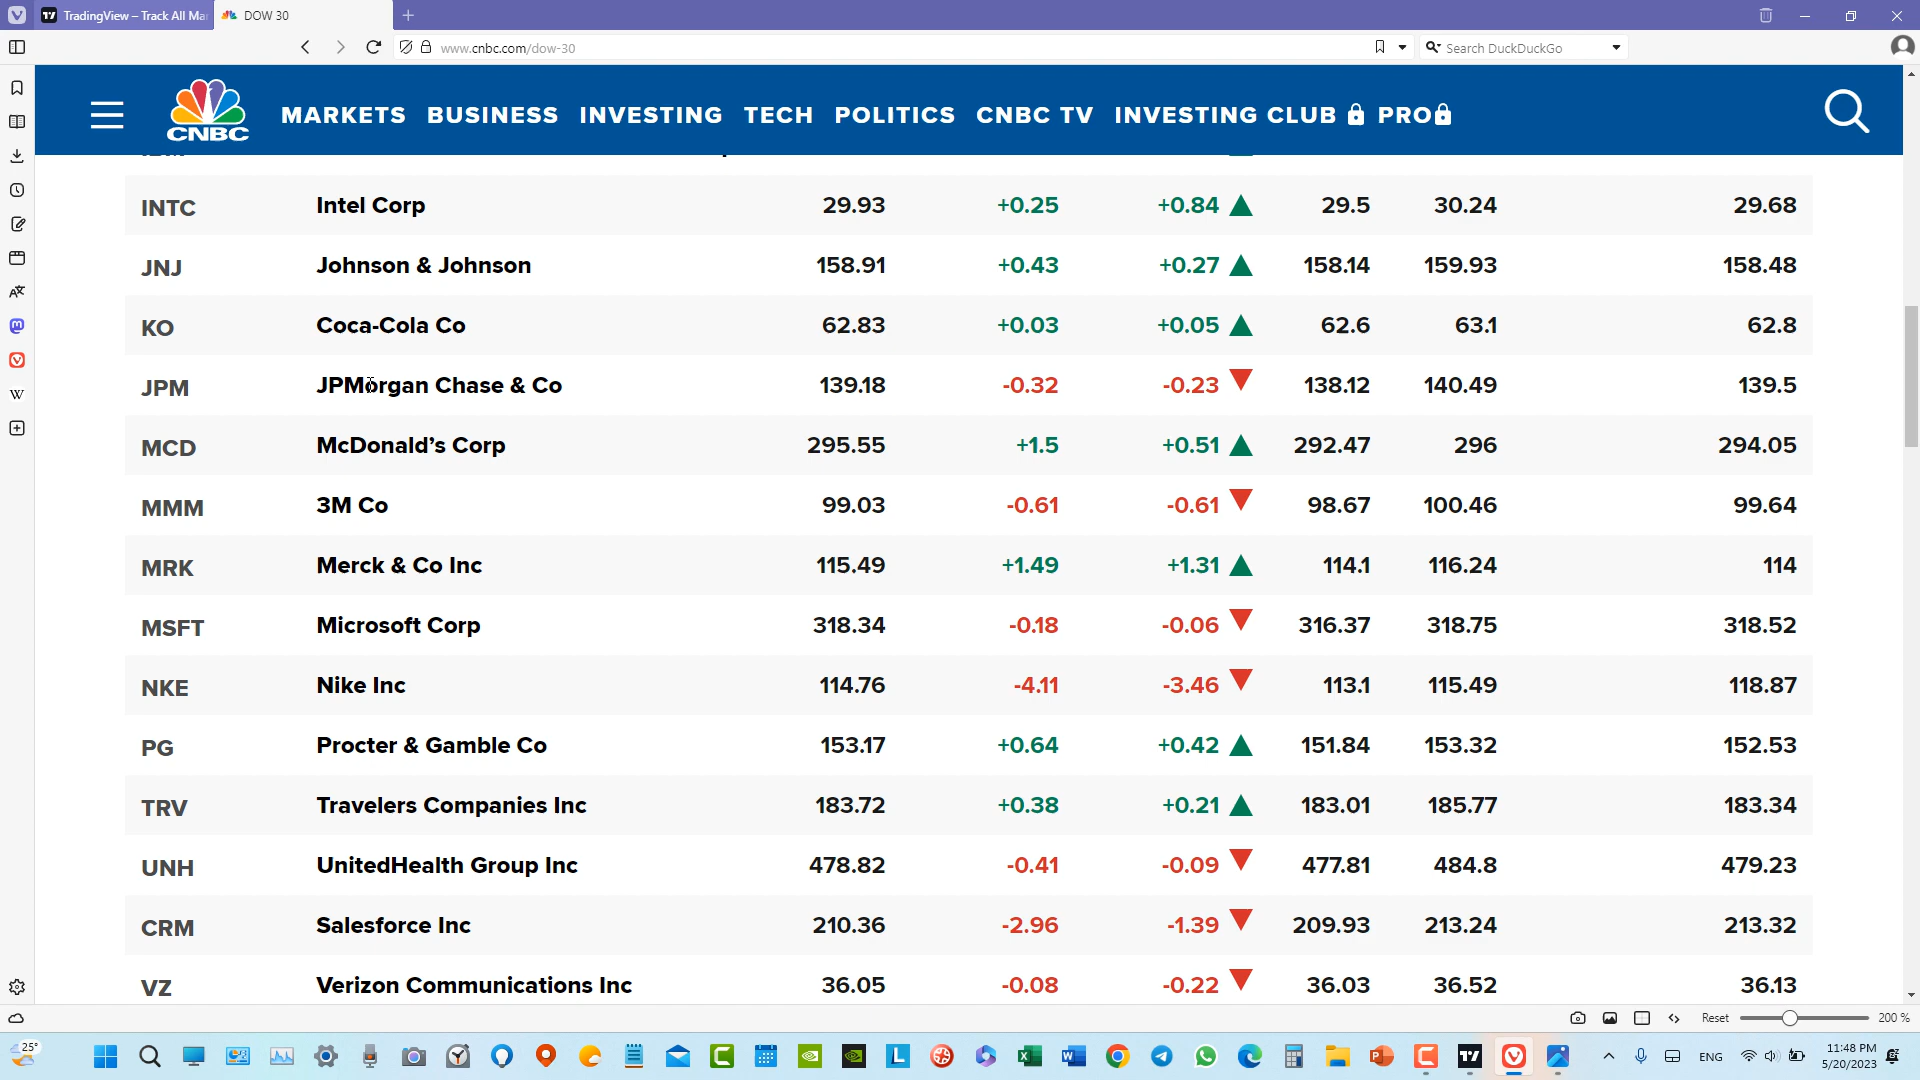 TradingView – Track All Ma
DOW 30
www.cnbc.com/dow-30
Search DuckDuckGo
CNBC
MARKETS BUSINESS INVESTING TECH POLITICS CNBC TV INVESTING CLUB PRO
INTC Intel Corp 29.93 +0.25 +0.84 29.5 30.24 29.68
JNJ Johnson & Johnson 158.91 +0.43 +0.27 158.14 159.93 158.48
KO Coca-Cola Co 62.83 +0.03 +0.05 62.6 63.1 62.8
JPM JPMorgan Chase & Co 139.18 -0.32 -0.23 138.12 140.49 139.5
MCD McDonald’s Corp 295.55 +1.5 +0.51 292.47 296 294.05
MMM 3M Co 99.03 -0.61 -0.61 98.67 100.46 99.64
MRK Merck & Co Inc 115.49 +1.49 +1.31 114.1 116.24 114
MSFT Microsoft Corp 318.34 -0.18 -0.06 316.37 318.75 318.52
NKE Nike Inc 114.76 -4.11 -3.46 113.1 115.49 118.87
PG Procter & Gamble Co 153.17 +0.64 +0.42 151.84 153.32 152.53
TRV Travelers Companies Inc 183.72 +0.38 +0.21 183.01 185.77 183.34
UNH UnitedHealth Group Inc 478.82 -0.41 -0.09 477.81 484.8 479.23
CRM Salesforce Inc 210.36 -2.96 -1.39 209.93 213.24 213.32
VZ Verizon Communications Inc 36.05 -0.08 -0.22 36.03 36.52 36.13
Reset 200 %
25°
ENG
11:48 PM
5/20/2023